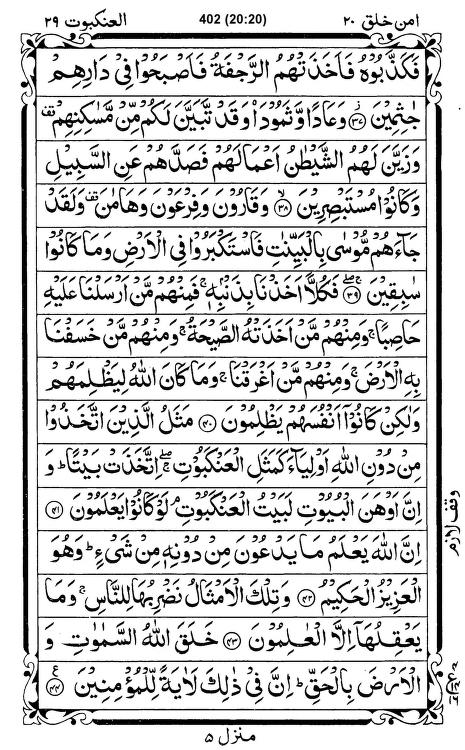 العنكبوت ٢٩
402 (20:20)
امن خلق ٢٠
فَكَذَّبُوْهُ فَاَخَذَتْهُمُ الرَّجْفَةُ فَاَصْبَحُوْا فِيْ دَارِهِمْ
جٰثِمِيْنَ ﴿٣٧﴾ وَعَادًا وَّثَمُوْدَا۠ وَقَدْ تَّبَيَّنَ لَكُمْ مِّنْ مَّسٰكِنِهِمْ قف
وَزَيَّنَ لَهُمُ الشَّيْطٰنُ اَعْمَالَهُمْ فَصَدَّهُمْ عَنِ السَّبِيْلِ
وَكَانُوْا مُسْتَبْصِرِيْنَ ﴿٣٨﴾ وَقَارُوْنَ وَفِرْعَوْنَ وَهَامٰنَ قف وَلَقَدْ
جَآءَهُمْ مُّوْسٰى بِالْبَيِّنٰتِ فَاسْتَكْبَرُوْا فِي الْاَرْضِ وَمَا كَانُوْا
سٰبِقِيْنَ ﴿٣٩﴾ فَكُلًّا اَخَذْنَا بِذَنْۢبِهٖ ۚ فَمِنْهُمْ مَّنْ اَرْسَلْنَا عَلَيْهِ
حَاصِبًا ۚ وَمِنْهُمْ مَّنْ اَخَذَتْهُ الصَّيْحَةُ ۚ وَمِنْهُمْ مَّنْ خَسَفْنَا
بِهِ الْاَرْضَ ۚ وَمِنْهُمْ مَّنْ اَغْرَقْنَا ۚ وَمَا كَانَ اللّٰهُ لِيَظْلِمَهُمْ
وَلٰكِنْ كَانُوْٓا اَنْفُسَهُمْ يَظْلِمُوْنَ ﴿٤٠﴾ مَثَلُ الَّذِيْنَ اتَّخَذُوْا
مِنْ دُوْنِ اللّٰهِ اَوْلِيَآءَ كَمَثَلِ الْعَنْكَبُوْتِ ۚ اِتَّخَذَتْ بَيْتًا ؕ وَ
اِنَّ اَوْهَنَ الْبُيُوْتِ لَبَيْتُ الْعَنْكَبُوْتِ ۘ لَوْ كَانُوْا يَعْلَمُوْنَ ﴿٤١﴾
اِنَّ اللّٰهَ يَعْلَمُ مَا يَدْعُوْنَ مِنْ دُوْنِهٖ مِنْ شَيْءٍ ؕ وَهُوَ
الْعَزِيْزُ الْحَكِيْمُ ﴿٤٢﴾ وَتِلْكَ الْاَمْثَالُ نَضْرِبُهَا لِلنَّاسِ ۚ وَمَا
يَعْقِلُهَآ اِلَّا الْعٰلِمُوْنَ ﴿٤٣﴾ خَلَقَ اللّٰهُ السَّمٰوٰتِ وَ
الْاَرْضَ بِالْحَقِّ ؕ اِنَّ فِيْ ذٰلِكَ لَاٰيَةً لِّلْمُؤْمِنِيْنَ ﴿٤٤﴾ ع
وقف لازم
منزل ٥